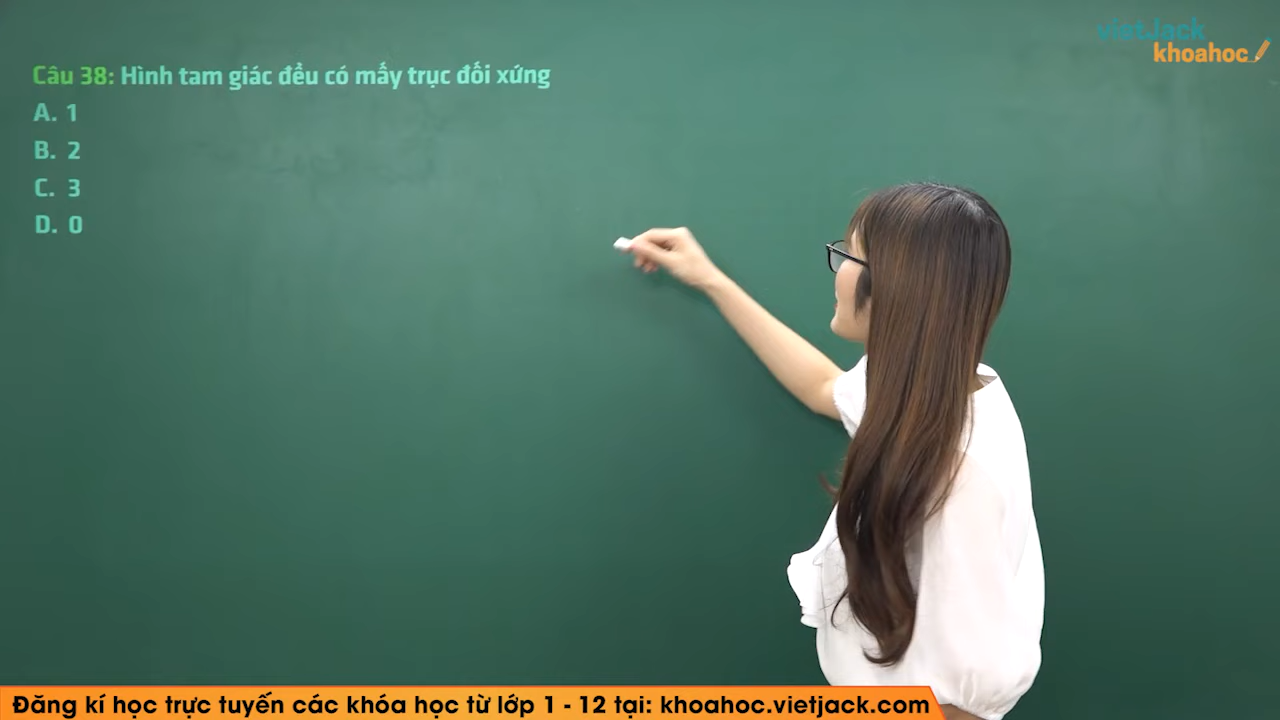 vietJack
khoahoc
Câu 38: Hình tam giác đều có mấy trục đối xứng
A. 1
B. 2
C. 3
D. 0
Đăng kí học trực tuyến các khóa học từ lớp 1 - 12 tại: khoahoc.vietjack.com